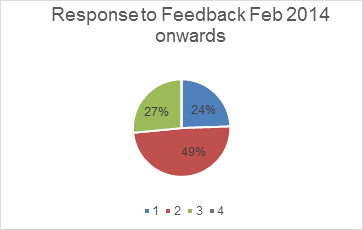 Response to Feedback Feb 2014
onwards
27%
24%
49%
1 2 3 4